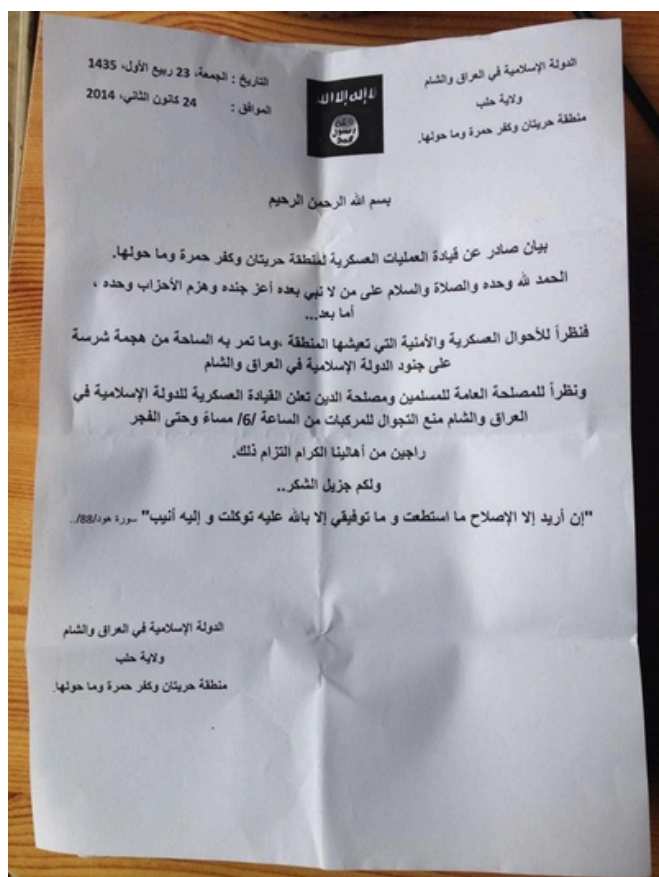 الدولة الإسلامية في العراق والشام
ولاية حلب
منطقة حريتان وكفر حمرة وما حولها.
التاريخ : الجمعة، 23 ربيع الأول، 1435
الموافق : 24 كانون الثاني، 2014
لا إله إلا الله
الله
رسول
محمد
بسم الله الرحمن الرحيم
بيان صادر عن قيادة العمليات العسكرية لمنطقة حريتان وكفر حمرة وما حولها.
الحمد لله وحده والصلاة والسلام على من لا نبي بعده أعز جنده وهزم الأحزاب وحده ،
أما بعد...
فنظراً للأحوال العسكرية والأمنية التي تعيشها المنطقة ،وما تمر به الساحة من هجمة شرسة
على جنود الدولة الإسلامية في العراق والشام
ونظراً للمصلحة العامة للمسلمين ومصلحة الدين تعلن القيادة العسكرية للدولة الإسلامية في
العراق والشام منع التجوال للمركبات من الساعة /6/ مساءً وحتى الفجر
راجين من أهالينا الكرام التزام ذلك.
ولكم جزيل الشكر..
"إن أريد إلا الإصلاح ما استطعت و ما توفيقي إلا بالله عليه توكلت و إليه أنيب" سورة هود/88/..
الدولة الإسلامية في العراق والشام
ولاية حلب
منطقة حريتان وكفر حمرة وما حولها.